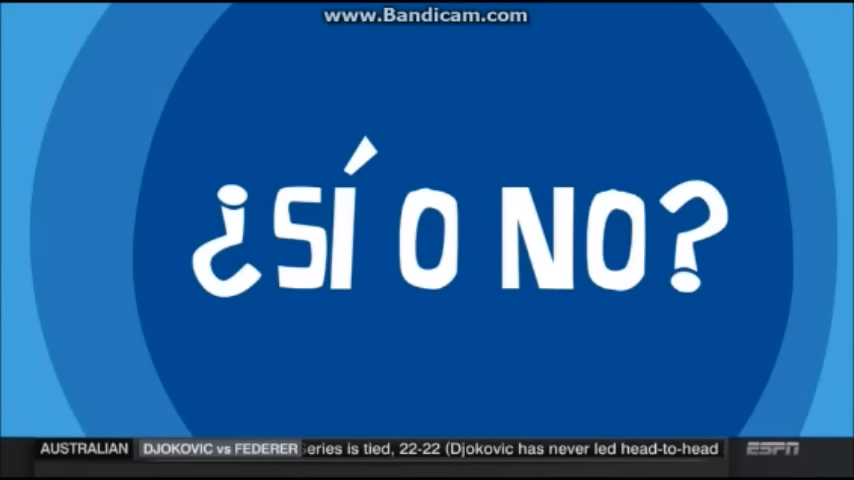 www.Bandicam.com
¿SÍ O NO?
AUSTRALIAN DJOKOVIC vs FEDERER eries is tied, 22-22 (Djokovic has never led head-to-head ESPN